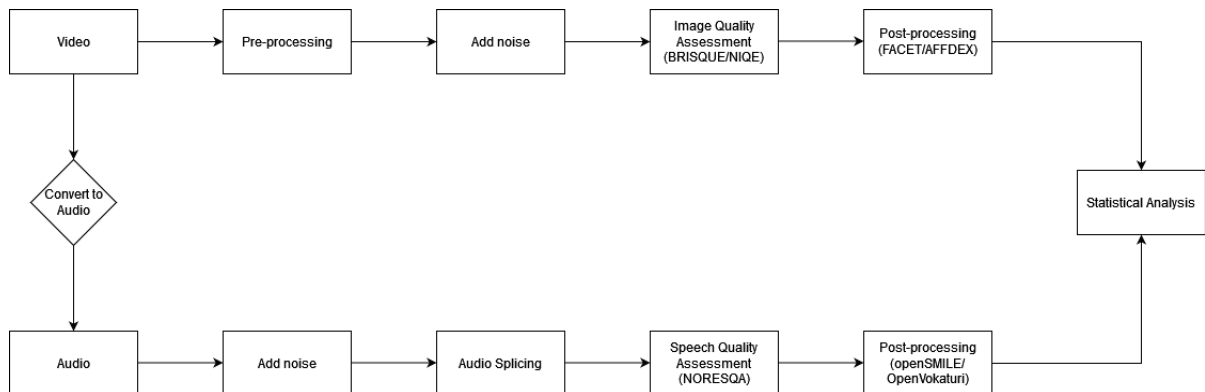 Video
Pre-processing
Add noise
Image Quality
Assessment
(BRISQUE/NIQE)
Post-processing
(FACET/AFFDEX)
Convert to
Audio
Statistical Analysis
Audio
Add noise
Audio Splicing
Speech Quality
Assessment
(NORESQA)
Post-processing
(openSMILE/
OpenVokaturi)